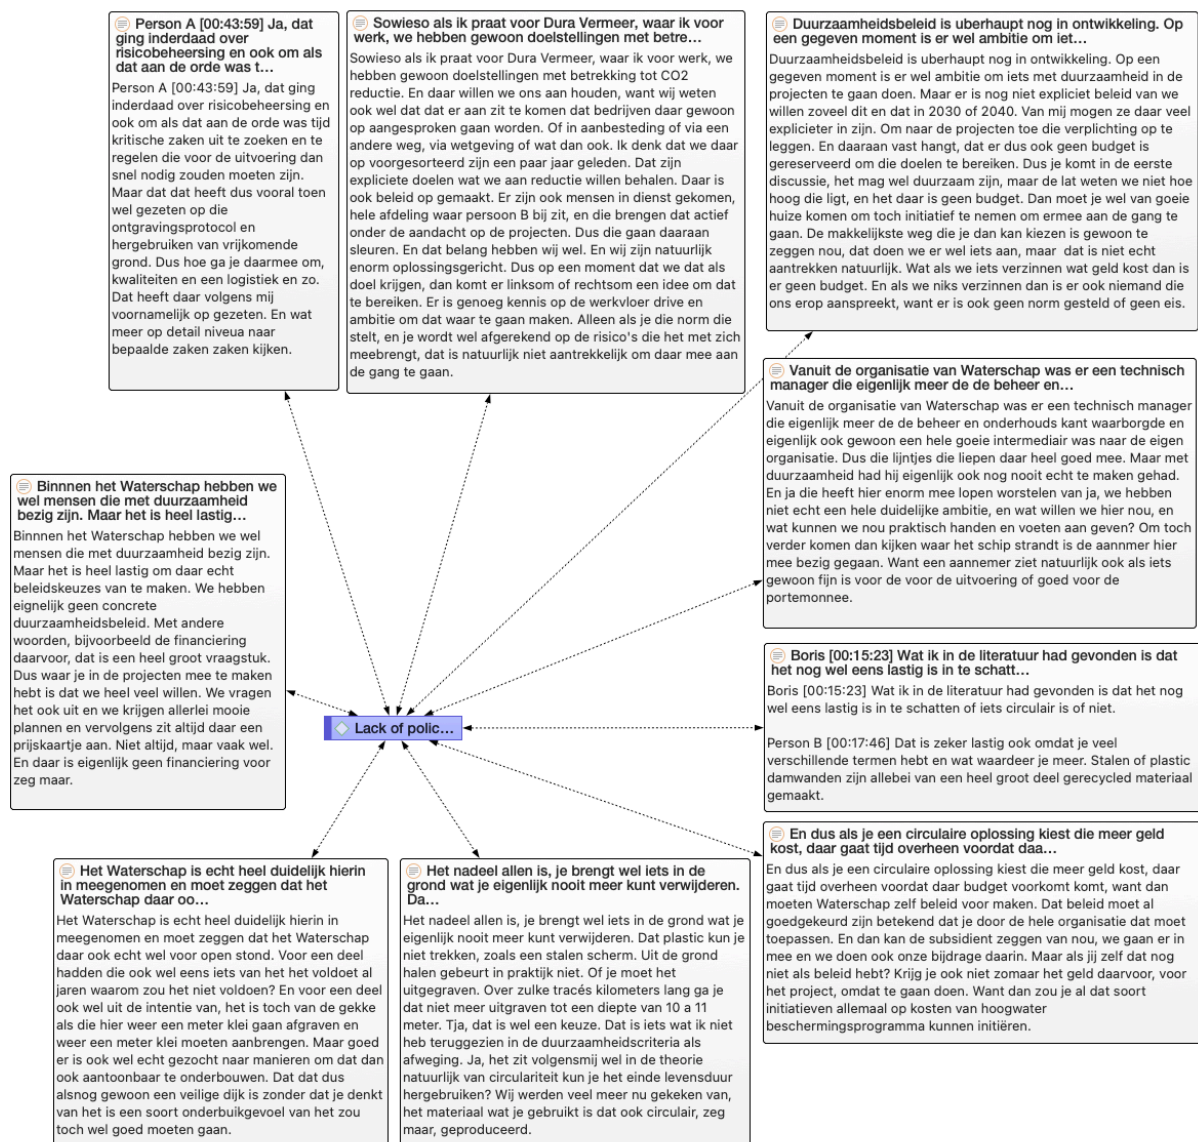 Person A [00:43:59] Ja, dat
ging inderdaad over
risicobeheersing en ook om als
dat aan de orde was t...
Person A [00:43:59] Ja, dat ging
inderdaad over risicobeheersing en
ook om als dat aan de orde was tijd
kritische zaken uit te zoeken en te
regelen die voor de uitvoering dan
snel nodig zouden moeten zijn.
Maar dat dat heeft dus vooral toen
wel gezeten op die
ontgravingsprotocol en
hergebruiken van vrijkomende
grond. Dus hoe ga je daarmee om,
kwaliteiten en een logistiek en zo.
Dat heeft daar volgens mij
voornamelijk op gezeten. En wat
meer op detail niveua naar
bepaalde zaken zaken kijken.
Sowieso als ik praat voor Dura Vermeer, waar ik voor
werk, we hebben gewoon doelstellingen met betre...
Sowieso als ik praat voor Dura Vermeer, waar ik voor werk, we
hebben gewoon doelstellingen met betrekking tot CO2
reductie. En daar willen we ons aan houden, want wij weten
ook wel dat dat er aan zit te komen dat bedrijven daar gewoon
op aangesproken gaan worden. Of in aanbesteding of via een
andere weg, via wetgeving of wat dan ook. Ik denk dat we daar
op voorgesorteerd zijn een paar jaar geleden. Dat zijn
expliciete doelen wat we aan reductie willen behalen. Daar is
ook beleid op gemaakt. Er zijn ook mensen in dienst gekomen,
hele afdeling waar persoon B bij zit, en die brengen dat actief
onder de aandacht op de projecten. Dus die gaan daaraan
sleuren. En dat belang hebben wij wel. En wij zijn natuurlijk
enorm oplossingsgericht. Dus op een moment dat we dat als
doel krijgen, dan komt er linksom of rechtsom een idee om dat
te bereiken. Er is genoeg kennis op de werkvloer drive en
ambitie om dat waar te gaan maken. Alleen als je die norm die
stelt, en je wordt wel afgerekend op de risico's die het met zich
meebrengt, dat is natuurlijk niet aantrekkelijk om daar mee aan
de gang te gaan.
Duurzaamheidsbeleid is uberhaupt nog in ontwikkeling. Op
een gegeven moment is er wel ambitie om iet...
Duurzaamheidsbeleid is uberhaupt nog in ontwikkeling. Op een
gegeven moment is er wel ambitie om iets met duurzaamheid in de
projecten te gaan doen. Maar er is nog niet expliciet beleid van we
willen zoveel dit en dat in 2030 of 2040. Van mij mogen ze daar veel
explicieter in zijn. Om naar de projecten toe die verplichting op te
leggen. En daaraan vast hangt, dat er dus ook geen budget is
gereserveerd om die doelen te bereiken. Dus je komt in de eerste
discussie, het mag wel duurzaam zijn, maar de lat weten we niet hoe
hoog die ligt, en het daar is geen budget. Dan moet je wel van goeie
huize komen om toch initiatief te nemen om ermee aan de gang te
gaan. De makkelijkste weg die je dan kan kiezen is gewoon te
zeggen nou, dat doen we er wel iets aan, maar  dat is niet echt
aantrekken natuurlijk. Wat als we iets verzinnen wat geld kost dan is
er geen budget. En als we niks verzinnen dan is er ook niemand die
ons erop aanspreekt, want er is ook geen norm gesteld of geen eis.
Vanuit de organisatie van Waterschap was er een technisch
manager die eigenlijk meer de de beheer en...
Vanuit de organisatie van Waterschap was er een technisch manager
die eigenlijk meer de de beheer en onderhouds kant waarborgde en
eigenlijk ook gewoon een hele goeie intermediair was naar de eigen
organisatie. Dus die lijntjes die liepen daar heel goed mee. Maar met
duurzaamheid had hij eigenlijk ook nog nooit echt te maken gehad.
En ja die heeft hier enorm mee lopen worstelen van ja, we hebben
niet echt een hele duidelijke ambitie, en wat willen we hier nou, en
wat kunnen we nou praktisch handen en voeten aan geven? Om toch
verder komen dan kijken waar het schip strandt is de aannmer hier
mee bezig gegaan. Want een aannemer ziet natuurlijk ook als iets
gewoon fijn is voor de voor de uitvoering of goed voor de
portemonnee.
Binnnen het Waterschap hebben we
wel mensen die met duurzaamheid
bezig zijn. Maar het is heel lastig...
Binnnen het Waterschap hebben we wel
mensen die met duurzaamheid bezig zijn.
Maar het is heel lastig om daar echt
beleidskeuzes van te maken. We hebben
eignelijk geen concrete
duurzaamheidsbeleid. Met andere
woorden, bijvoorbeeld de financiering
daarvoor, dat is een heel groot vraagstuk.
Dus waar je in de projecten mee te maken
hebt is dat we heel veel willen. We vragen
het ook uit en we krijgen allerlei mooie
plannen en vervolgens zit altijd daar een
prijskaartje aan. Niet altijd, maar vaak wel.
En daar is eigenlijk geen financiering voor
zeg maar.
Lack of polic...
Boris [00:15:23] Wat ik in de literatuur had gevonden is dat
het nog wel eens lastig is in te schatt...
Boris [00:15:23] Wat ik in de literatuur had gevonden is dat het nog
wel eens lastig is in te schatten of iets circulair is of niet.
Person B [00:17:46] Dat is zeker lastig ook omdat je veel
verschillende termen hebt en wat waardeer je meer. Stalen of plastic
damwanden zijn allebei van een heel groot deel gerecycled materiaal
gemaakt.
En dus als je een circulaire oplossing kiest die meer geld
kost, daar gaat tijd overheen voordat daa...
En dus als je een circulaire oplossing kiest die meer geld kost, daar
gaat tijd overheen voordat daar budget voorkomt komt, want dan
moeten Waterschap zelf beleid voor maken. Dat beleid moet al
goedgekeurd zijn betekend dat je door de hele organisatie dat moet
toepassen. En dan kan de subsidient zeggen van nou, we gaan er in
mee en we doen ook onze bijdrage daarin. Maar als jij zelf dat nog
niet als beleid hebt? Krijg je ook niet zomaar het geld daarvoor, voor
het project, omdat te gaan doen. Want dan zou je al dat soort
initiatieven allemaal op kosten van hoogwater
beschermingsprogramma kunnen initiëren.
Het Waterschap is echt heel duidelijk hierin
in meegenomen en moet zeggen dat het
Waterschap daar oo...
Het Waterschap is echt heel duidelijk hierin in
meegenomen en moet zeggen dat het Waterschap
daar ook echt wel voor open stond. Voor een deel
hadden die ook wel eens iets van het het voldoet al
jaren waarom zou het niet voldoen? En voor een deel
ook wel uit de intentie van, het is toch van de gekke
als die hier weer een meter klei gaan afgraven en
weer een meter klei moeten aanbrengen. Maar goed
er is ook wel echt gezocht naar manieren om dat dan
ook aantoonbaar te onderbouwen. Dat dat dus
alsnog gewoon een veilige dijk is zonder dat je denkt
van het is een soort onderbuikgevoel van het zou
toch wel goed moeten gaan.
Het nadeel allen is, je brengt wel iets in de
grond wat je eigenlijk nooit meer kunt verwijderen.
Da...
Het nadeel allen is, je brengt wel iets in de grond wat je
eigenlijk nooit meer kunt verwijderen. Dat plastic kun je
niet trekken, zoals een stalen scherm. Uit de grond
halen gebeurt in praktijk niet. Of je moet het
uitgegraven. Over zulke tracés kilometers lang ga je
dat niet meer uitgraven tot een diepte van 10 a 11
meter. Tja, dat is wel een keuze. Dat is iets wat ik niet
heb teruggezien in de duurzaamheidscriteria als
afweging. Ja, het zit volgensmij wel in de theorie
natuurlijk van circulariteit kun je het einde levensduur
hergebruiken? Wij werden veel meer nu gekeken van,
het materiaal wat je gebruikt is dat ook circulair, zeg
maar, geproduceerd.